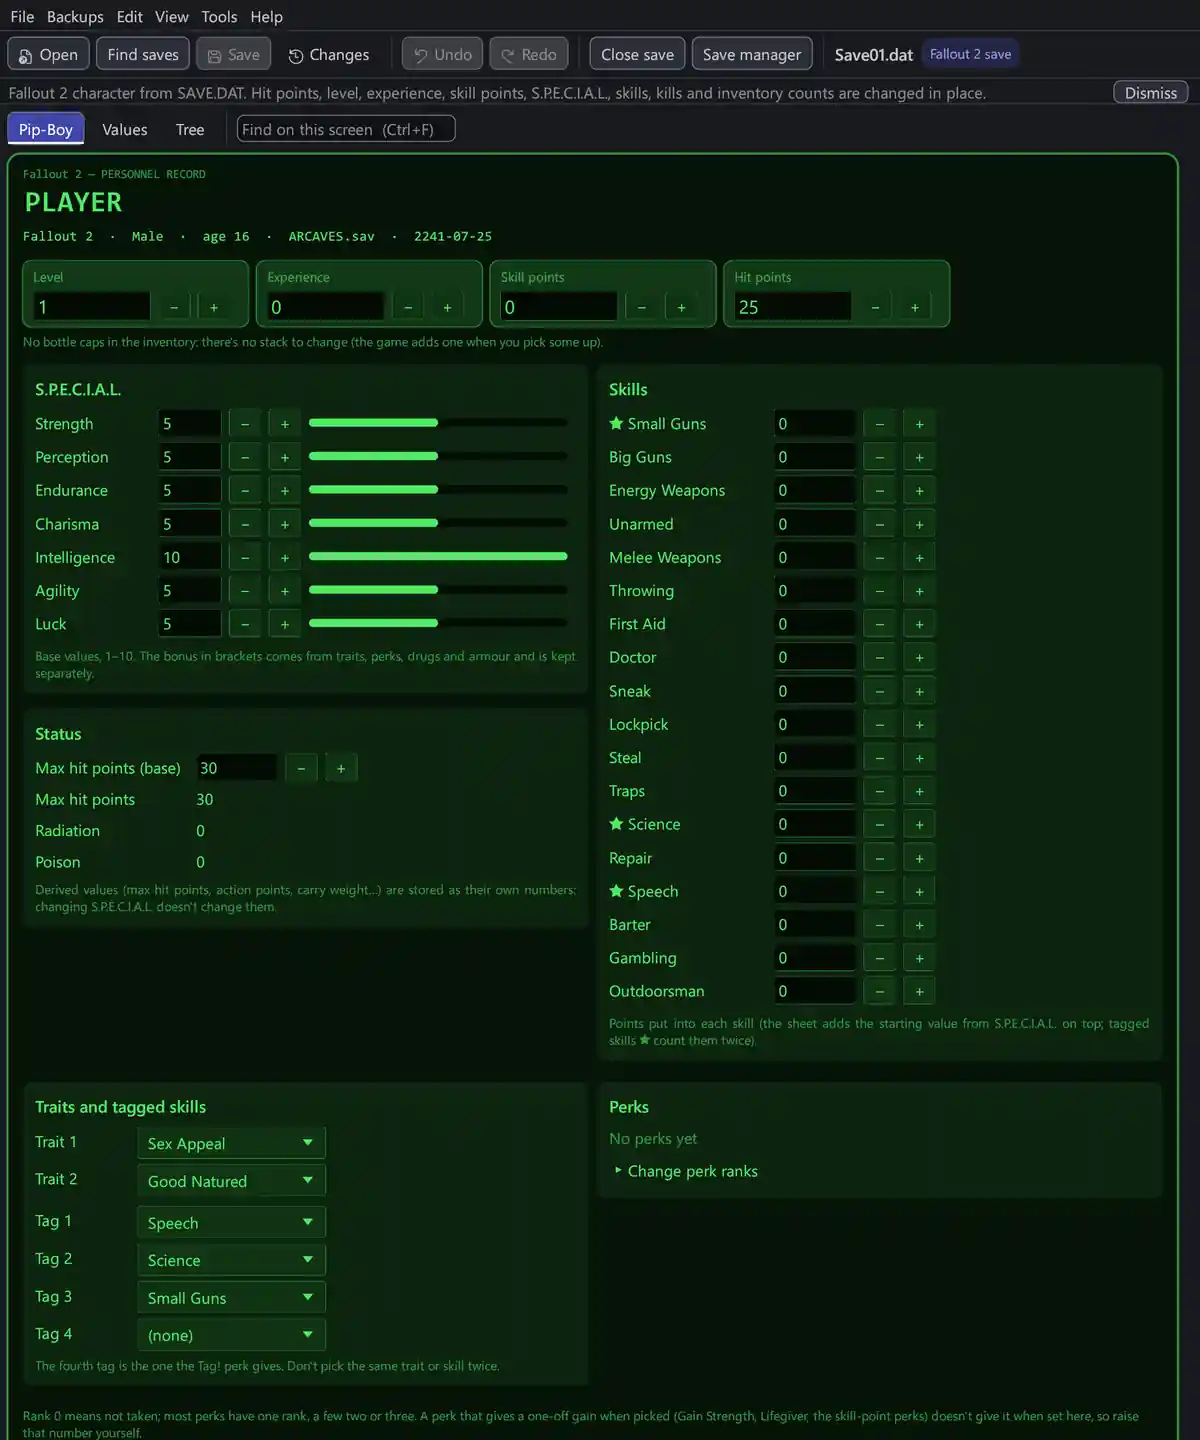 File Backups Edit View Tools Help
Open Find saves Save Changes Undo Redo Close save Save manager Save01.dat Fallout 2 save
Fallout 2 character from SAVE.DAT. Hit points, level, experience, skill points, S.P.E.C.I.A.L., skills, kills and inventory counts are changed in place. Dismiss
Pip-Boy Values Tree Find on this screen (Ctrl+F)
Fallout 2 — PERSONNEL RECORD
PLAYER
Fallout 2 · Male · age 16 · ARCAVES.sav · 2241-07-25
Level Experience Skill points Hit points
1 − + 0 − + 0 − + 25 − +
No bottle caps in the inventory: there's no stack to change (the game adds one when you pick some up).
S.P.E.C.I.A.L.
Strength 5 − +
Perception 5 − +
Endurance 5 − +
Charisma 5 − +
Intelligence 10 − +
Agility 5 − +
Luck 5 − +
Base values, 1–10. The bonus in brackets comes from traits, perks, drugs and armour and is kept
separately.
Status
Max hit points (base) 30 − +
Max hit points 30
Radiation 0
Poison 0
Derived values (max hit points, action points, carry weight...) are stored as their own numbers:
changing S.P.E.C.I.A.L. doesn't change them.
Skills
★ Small Guns 0 − +
Big Guns 0 − +
Energy Weapons 0 − +
Unarmed 0 − +
Melee Weapons 0 − +
Throwing 0 − +
First Aid 0 − +
Doctor 0 − +
Sneak 0 − +
Lockpick 0 − +
Steal 0 − +
Traps 0 − +
★ Science 0 − +
Repair 0 − +
★ Speech 0 − +
Barter 0 − +
Gambling 0 − +
Outdoorsman 0 − +
Points put into each skill (the sheet adds the starting value from S.P.E.C.I.A.L. on top; tagged
skills ★ count them twice).
Traits and tagged skills
Trait 1 Sex Appeal
Trait 2 Good Natured
Tag 1 Speech
Tag 2 Science
Tag 3 Small Guns
Tag 4 (none)
The fourth tag is the one the Tag! perk gives. Don't pick the same trait or skill twice.
Perks
No perks yet
Change perk ranks
Rank 0 means not taken; most perks have one rank, a few two or three. A perk that gives a one-off gain when picked (Gain Strength, Lifegiver, the skill-point perks) doesn't give it when set here, so raise
that number yourself.